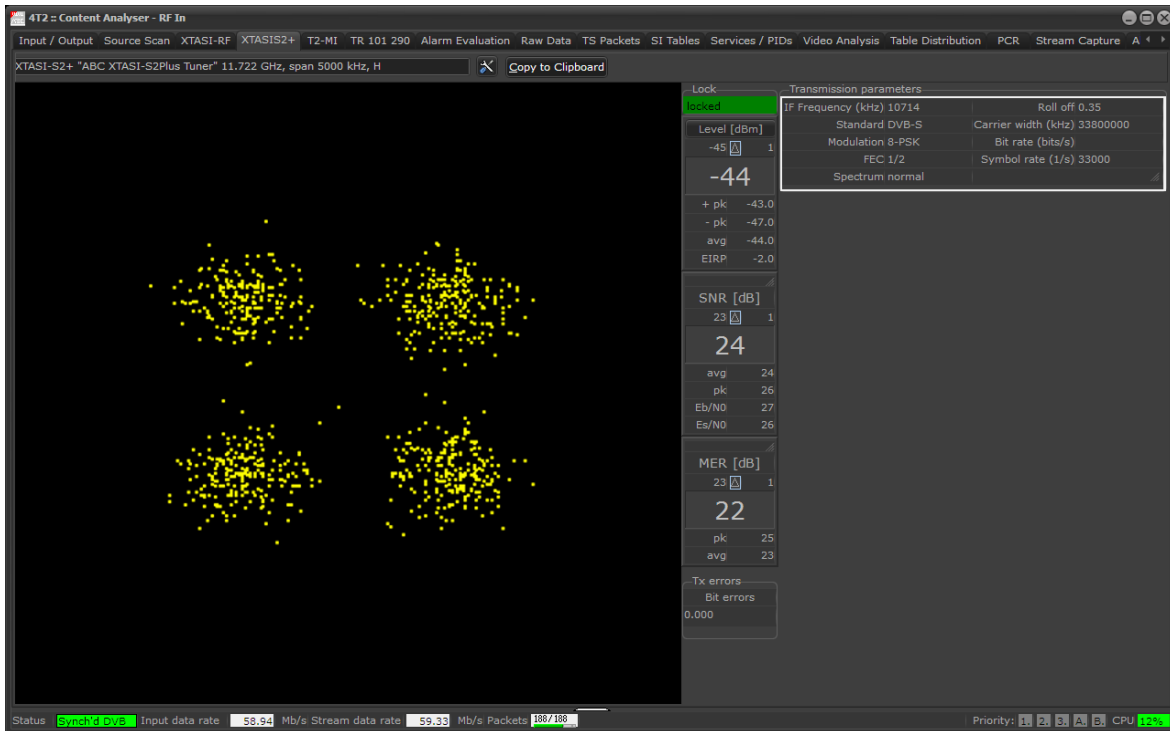 4T2 :: Content Analyser - RF In
Input / Output Source Scan XTASI-RF XTASIS2+ T2-MI TR 101 290 Alarm Evaluation Raw Data TS Packets SI Tables Services / PIDs Video Analysis Table Distribution PCR Stream Capture A
XTASI-S2+ "ABC XTASI-S2Plus Tuner" 11.722 GHz, span 5000 kHz, H
Copy to Clipboard
Lock
locked
Level [dBm]
-45 1
-44
+ pk -43.0
- pk -47.0
avg -44.0
EIRP -2.0
SNR [dB]
23 1
24
avg 24
pk 26
Eb/N0 27
Es/N0 26
MER [dB]
23 1
22
pk 25
avg 23
Tx errors
Bit errors
0.000
Transmission parameters
IF Frequency (kHz) 10714 Roll off 0.35
Standard DVB-S Carrier width (kHz) 33800000
Modulation 8-PSK Bit rate (bits/s)
FEC 1/2 Symbol rate (1/s) 33000
Spectrum normal
Status Synch'd DVB Input data rate 58.94 Mb/s Stream data rate 59.33 Mb/s Packets 188/188 Priority: 1. 2. 3. A. B. CPU 12%